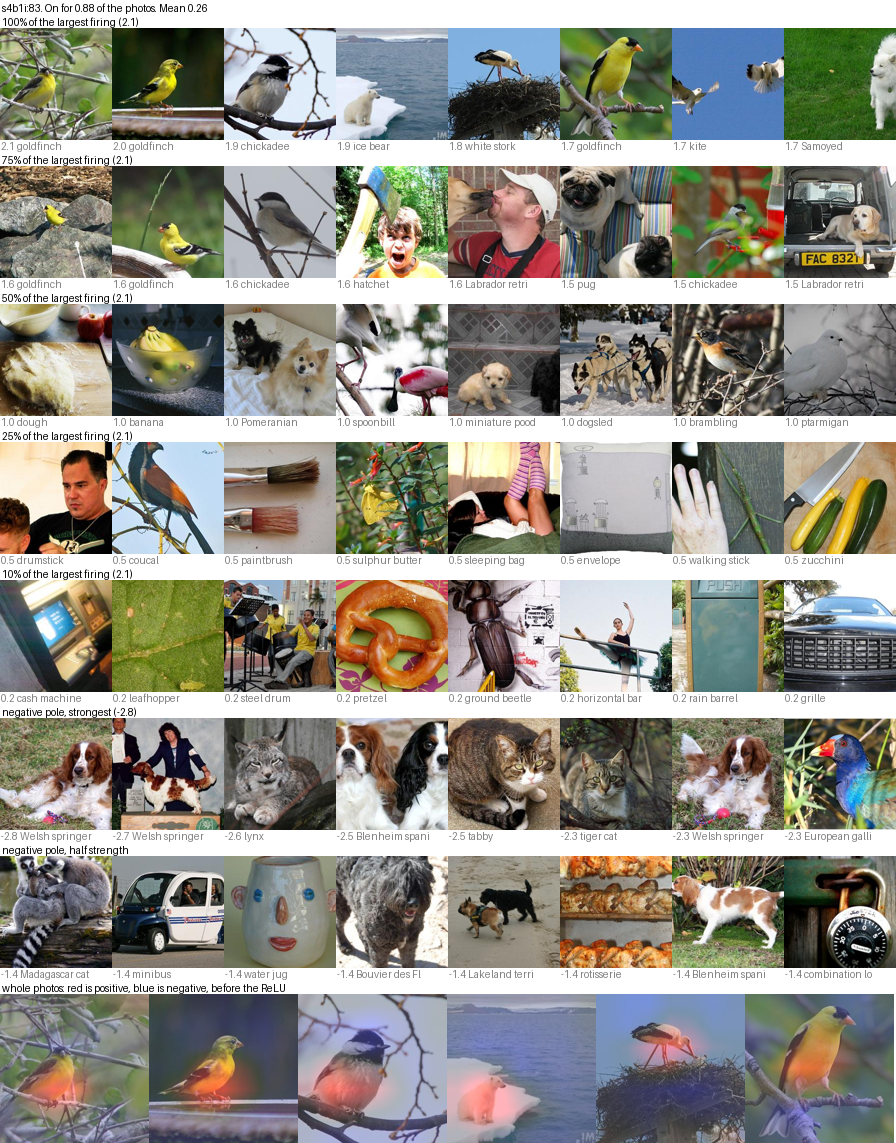 s4b1i:83. On for 0.88 of the photos. Mean 0.26
100% of the largest firing (2.1)
2.1 goldfinch 2.0 goldfinch 1.9 chickadee 1.9 ice bear 1.8 white stork 1.7 goldfinch 1.7 kite 1.7 Samoyed
75% of the largest firing (2.1)
FAC 832
1.6 goldfinch 1.6 goldfinch 1.6 chickadee 1.6 hatchet 1.6 Labrador retri 1.5 pug 1.5 chickadee 1.5 Labrador retri
50% of the largest firing (2.1)
1.0 dough 1.0 banana 1.0 Pomeranian 1.0 spoonbill 1.0 miniature pood 1.0 dogsled 1.0 brambling 1.0 ptarmigan
25% of the largest firing (2.1)
0.5 drumstick 0.5 coucal 0.5 paintbrush 0.5 sulphur butter 0.5 sleeping bag 0.5 envelope 0.5 walking stick 0.5 zucchini
10% of the largest firing (2.1)
PUSH
0.2 cash machine 0.2 leafhopper 0.2 steel drum 0.2 pretzel 0.2 ground beetle 0.2 horizontal bar 0.2 rain barrel 0.2 grille
negative pole, strongest (-2.8)
-2.8 Welsh springer -2.7 Welsh springer -2.6 lynx -2.5 Blenheim spani -2.5 tabby -2.3 tiger cat -2.3 Welsh springer -2.3 European galli
negative pole, half strength
-1.4 Madagascar cat -1.4 minibus -1.4 water jug -1.4 Bouvier des Fl -1.4 Lakeland terri -1.4 rotisserie -1.4 Blenheim spani -1.4 combination lo
whole photos: red is positive, blue is negative, before the ReLU